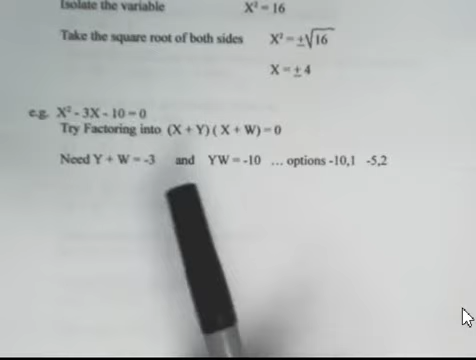 Isolate the variable X² = 16
Take the square root of both sides X² = ±√16
X = ± 4
e.g. X² - 3X - 10 = 0
Try Factoring into (X + Y) ( X + W) = 0
Need Y + W = -3 and YW = -10 ... options -10,1 -5,2